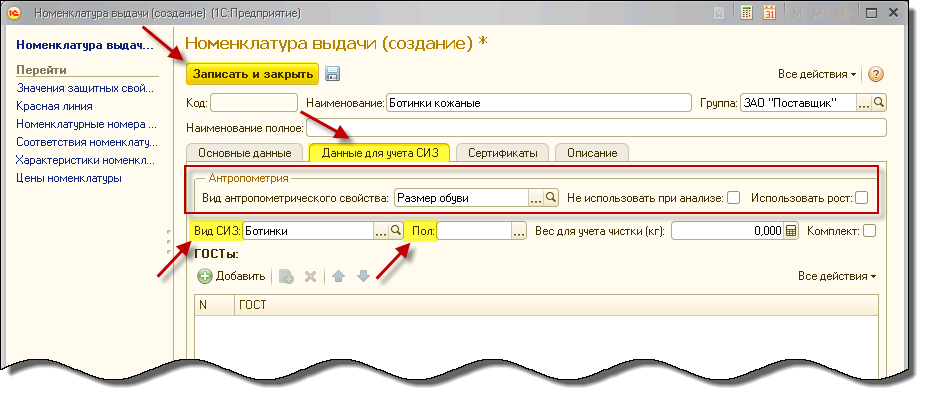 Номенклатура выдачи (создание) (1С:Предприятие)
M M+ M-
Номенклатура выдач...
Перейти
Значения защитных свой...
Красная линия
Номенклатурные номера ...
Соответствия номенклату...
Характеристики номенкл...
Цены номенклатуры
Номенклатура выдачи (создание) *
Записать и закрыть
Все действия
Код: Наименование: Ботинки кожаные Группа: ЗАО "Поставщик" ...
Наименование полное:
Основные данные Данные для учета СИЗ Сертификаты Описание
Антропометрия
Вид антропометрического свойства: Размер обуви ... Не использовать при анализе: Использовать рост:
Вид СИЗ: Ботинки ... Пол: ... Вес для учета чистки (кг): 0,000 Комплект:
ГОСТы:
Добавить Все действия
N ГОСТ